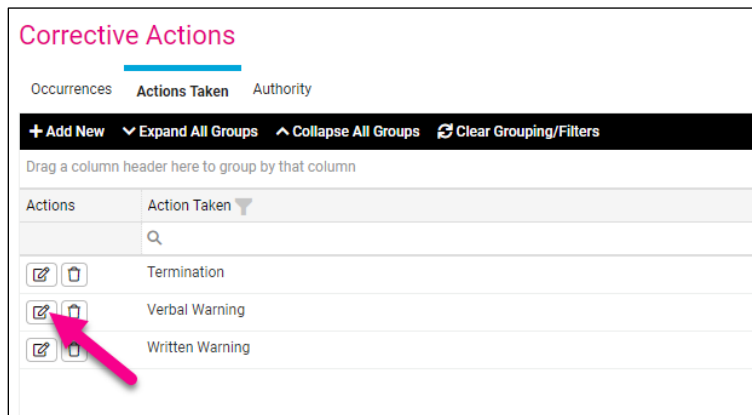 Corrective Actions
Occurrences Actions Taken Authority
Add New Expand All Groups Collapse All Groups Clear Grouping/Filters
Drag a column header here to group by that column
Actions Action Taken
Termination
Verbal Warning
Written Warning